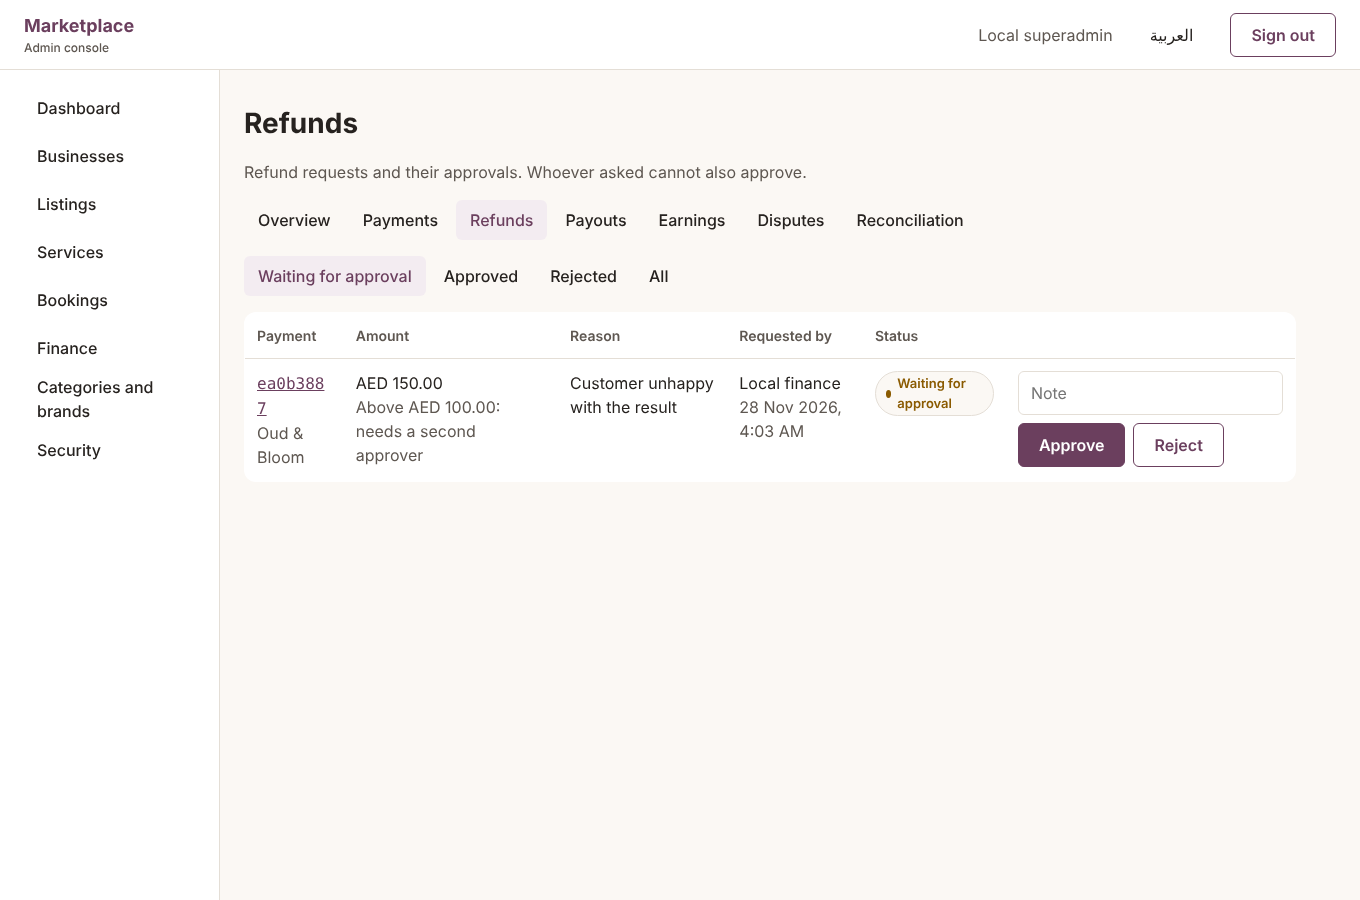 Marketplace
Admin console
Local superadmin
العربية
Sign out
Dashboard
Businesses
Listings
Services
Bookings
Finance
Categories and
brands
Security
Refunds
Refund requests and their approvals. Whoever asked cannot also approve.
Overview Payments Refunds Payouts Earnings Disputes Reconciliation
Waiting for approval Approved Rejected All
Payment Amount Reason Requested by Status
ea0b388
7
Oud &
Bloom
AED 150.00
Above AED 100.00:
needs a second
approver
Customer unhappy
with the result
Local finance
28 Nov 2026,
4:03 AM
Waiting for
approval
Note
Approve Reject